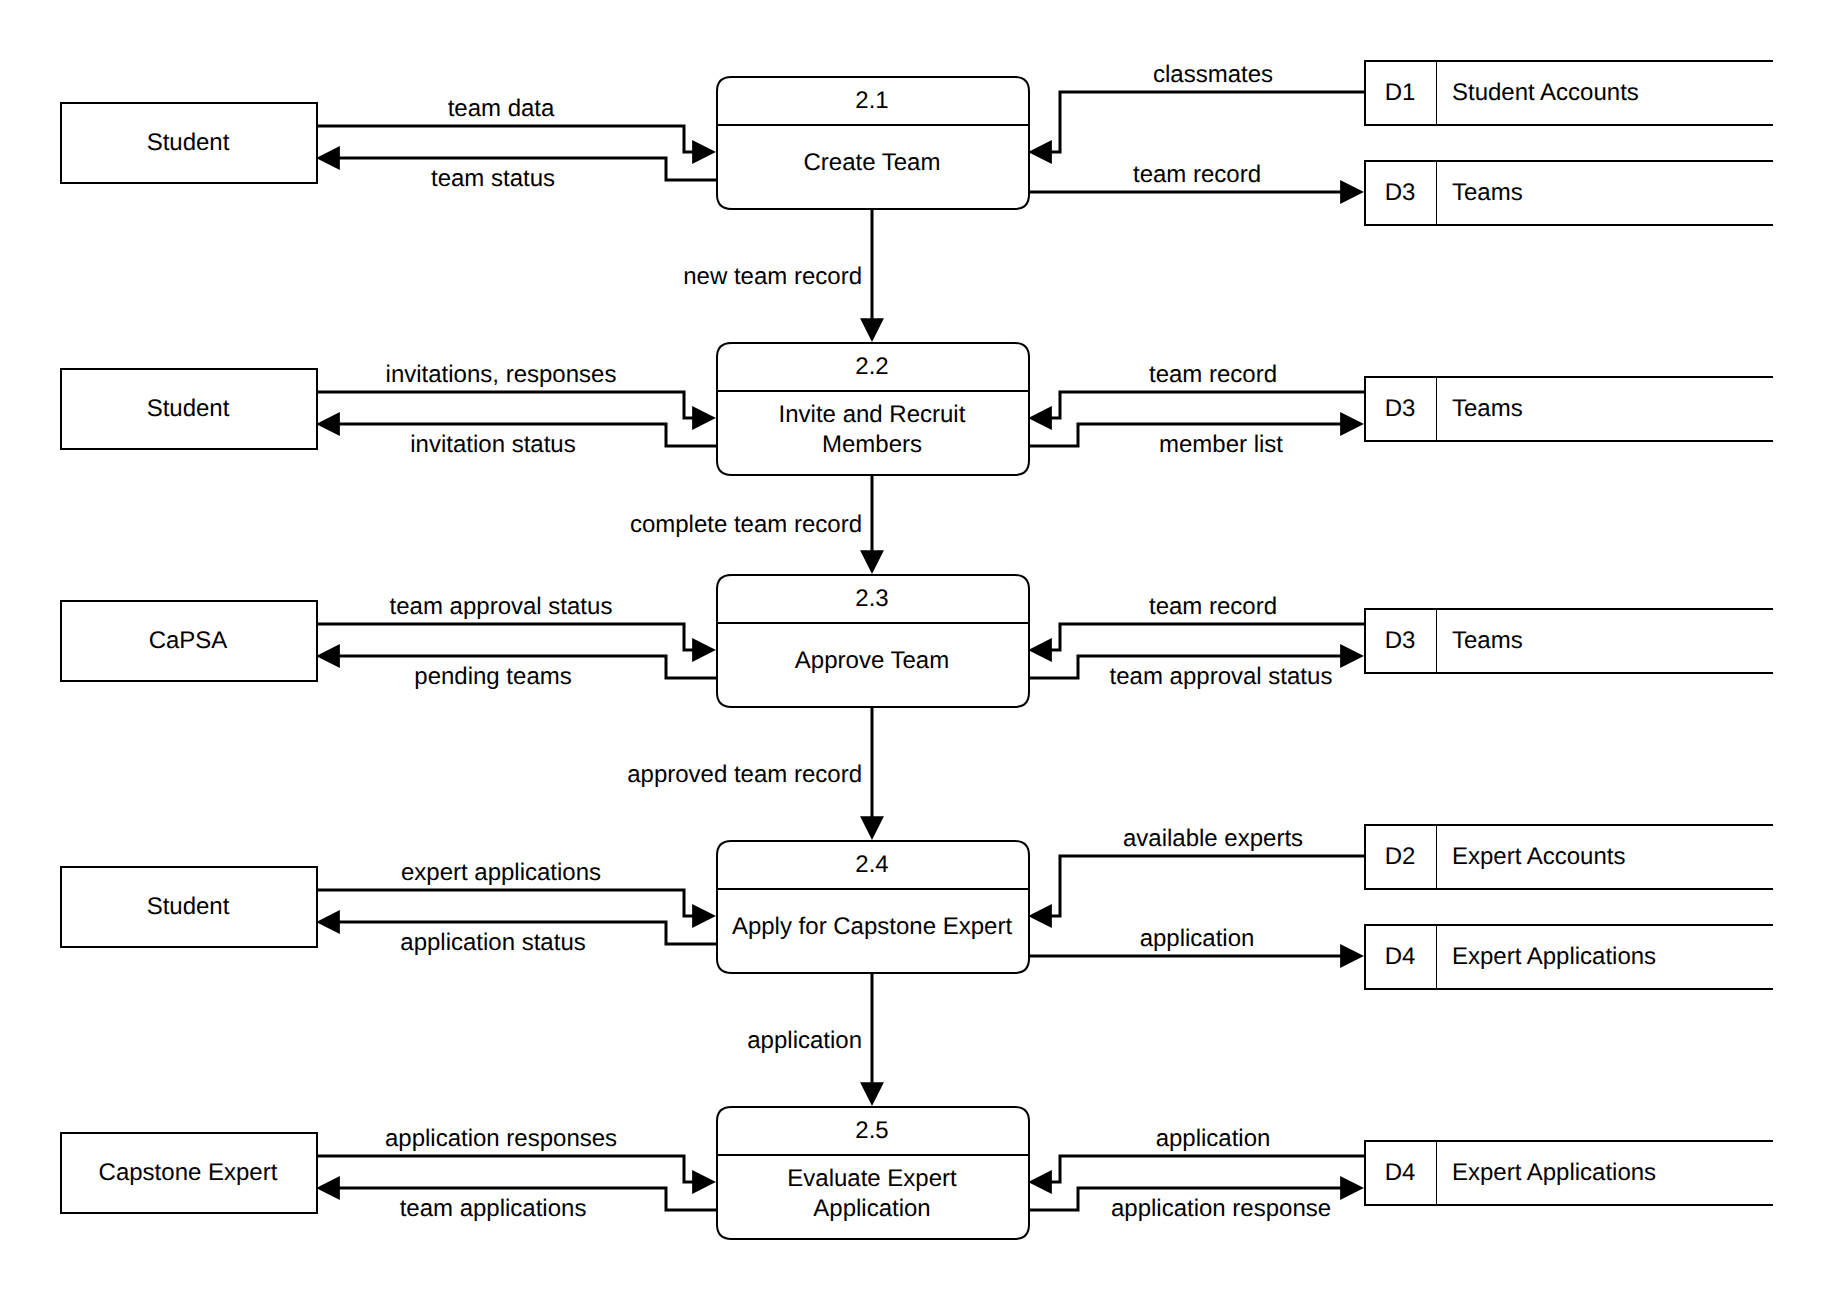 classmates
D1 Student Accounts
team data
2.1
Student
Create Team
team status
team record
D3 Teams
new team record
invitations, responses
2.2
team record
Student
Invite and Recruit
Members
D3 Teams
invitation status
member list
complete team record
team approval status
2.3
team record
CaPSA
Approve Team
D3 Teams
pending teams
team approval status
approved team record
available experts
D2 Expert Accounts
expert applications
2.4
Student
Apply for Capstone Expert
application status
application
D4 Expert Applications
application
application responses
2.5
application
Capstone Expert
Evaluate Expert
Application
D4 Expert Applications
team applications
application response